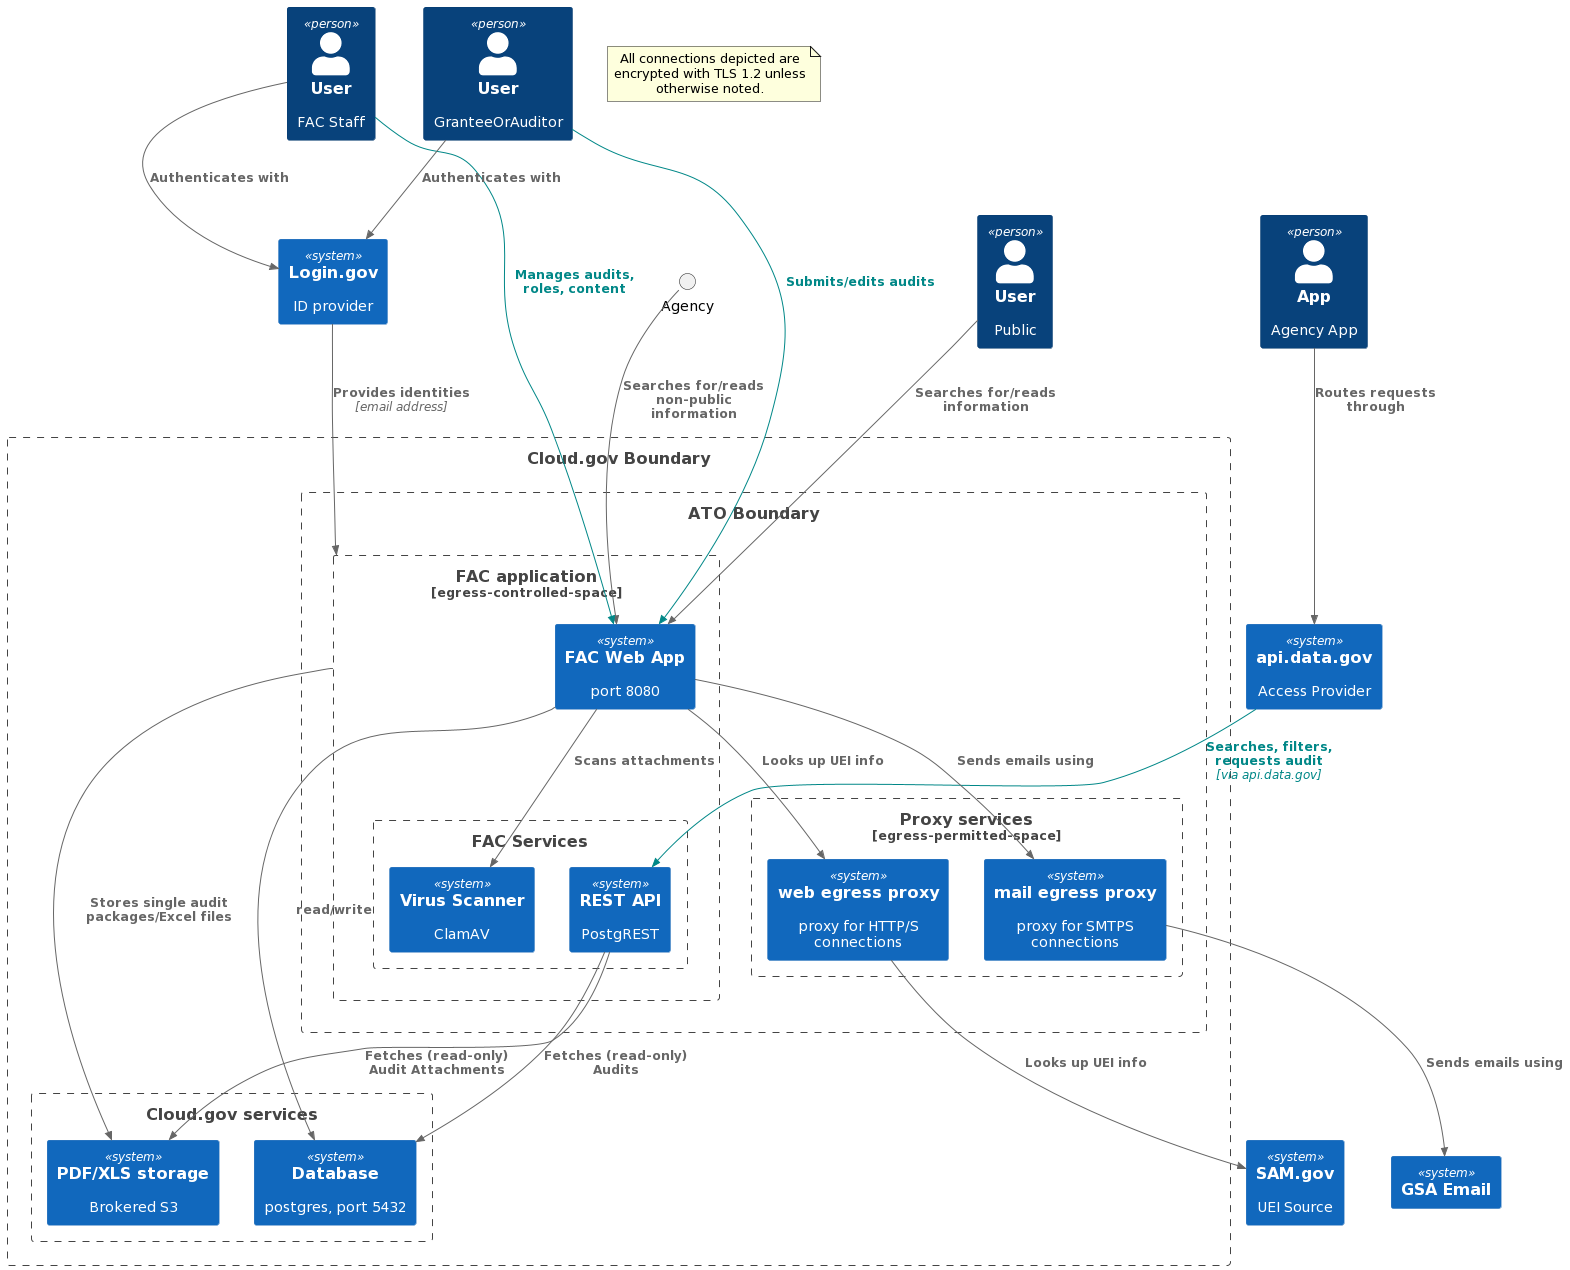 «person»
User
FAC Staff
«person»
User
GranteeOrAuditor
All connections depicted are
encrypted with TLS 1.2 unless
otherwise noted.
Authenticates with
Authenticates with
«system»
Login.gov
ID provider
Manages audits,
roles, content
Agency
Submits/edits audits
«person»
User
Public
«person»
App
Agency App
Provides identities
[email address]
Searches for/reads
non-public
information
Searches for/reads
information
Routes requests
through
Cloud.gov Boundary
ATO Boundary
FAC application
[egress-controlled-space]
«system»
FAC Web App
port 8080
«system»
api.data.gov
Access Provider
Scans attachments
Looks up UEI info
Sends emails using
Searches, filters,
requests audit
[via api.data.gov]
FAC Services
Proxy services
[egress-permitted-space]
Stores single audit
packages/Excel files
read/write
«system»
Virus Scanner
ClamAV
«system»
REST API
PostgREST
«system»
web egress proxy
proxy for HTTP/S
connections
«system»
mail egress proxy
proxy for SMTPS
connections
Fetches (read-only)
Audit Attachments
Fetches (read-only)
Audits
Looks up UEI info
Sends emails using
Cloud.gov services
«system»
PDF/XLS storage
Brokered S3
«system»
Database
postgres, port 5432
«system»
SAM.gov
UEI Source
«system»
GSA Email